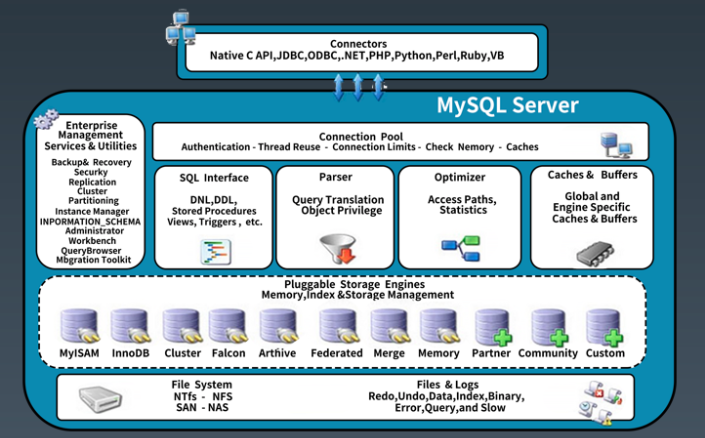 Connectors
Native C API,JDBC,ODBC,.NET,PHP,Python,Perl,Ruby,VB
MySQL Server
Enterprise
Management
Services & Utilities
Backup& Recovery
Securky
Replication
Cluster
Partitioning
Instance Manager
INPORMATION_SCHEMA
Administrator
Workbench
QueryBrowser
Mbgration Toolkit
Connection Pool
Authentication - Thread Reuse - Connection Limits - Check Nemory - Caches
SQL Interface
DNL,DDL,
Stored Procedures
Views, Triggers , etc.
Parser
Query Translation
Object Privilege
Optimizer
Access Paths,
Statistics
Caches & Buffers
Global and
Engine Specific
Caches & Buffers
Pluggable Storage Engines
Memory,Index &Storage Management
MyISAM InnoDB Cluster Falcon Arthive Federated Merge Memory Partner Community Custom
File System
NTfs - NFS
SAN - NAS
Files & Logs
Redo,Undo,Data,Index,Binary,
Error,Query,and Slow